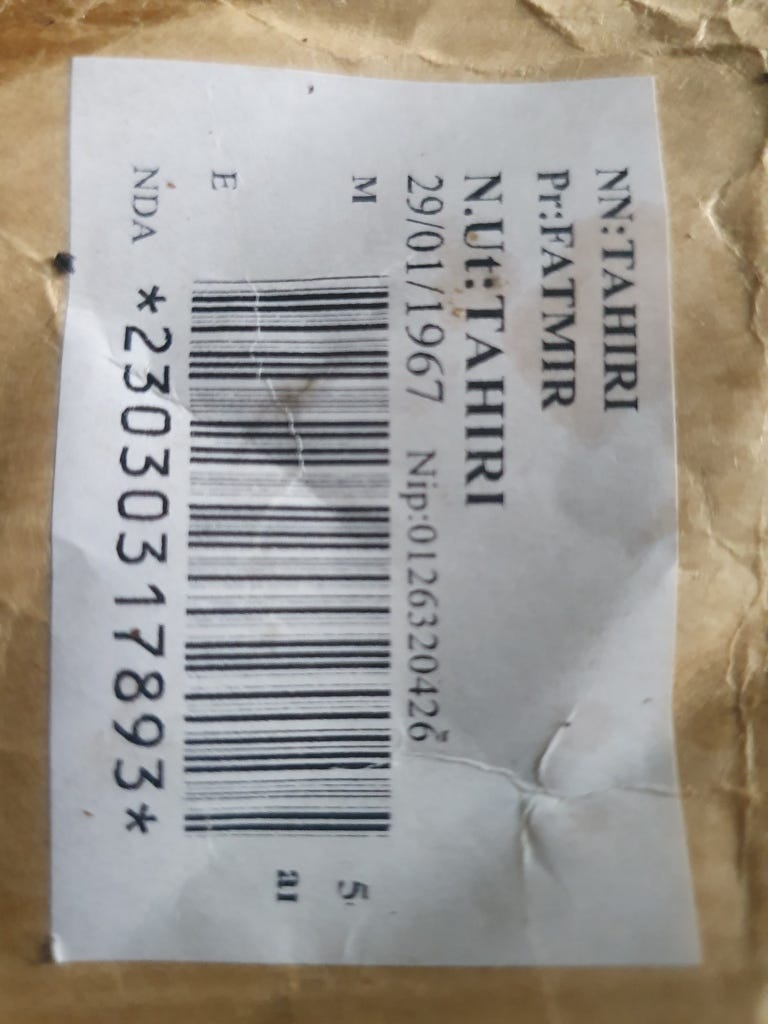 NN:TAHIRI
Pr:FATMIR
N.Ut:TAHIRI
29/01/1967 Nip:0126320426
M
5
E
NDA *23030317893*